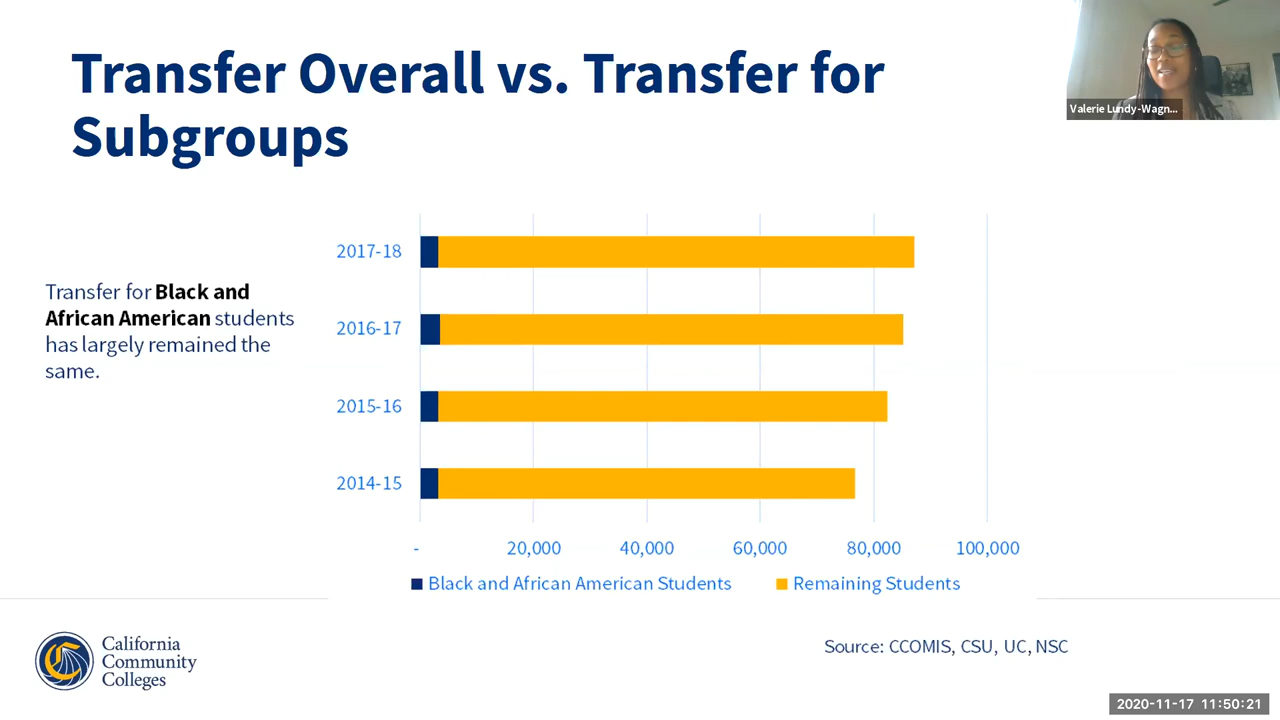 Transfer Overall vs. Transfer for
Subgroups
Valerie Lundy-Wagn...
Transfer for Black and
African American students
has largely remained the
same.
2017-18
2016-17
2015-16
2014-15
- 20,000 40,000 60,000 80,000 100,000
Black and African American Students Remaining Students
California
Community
Colleges
Source: CCOMIS, CSU, UC, NSC
2020-11-17 11:50:21